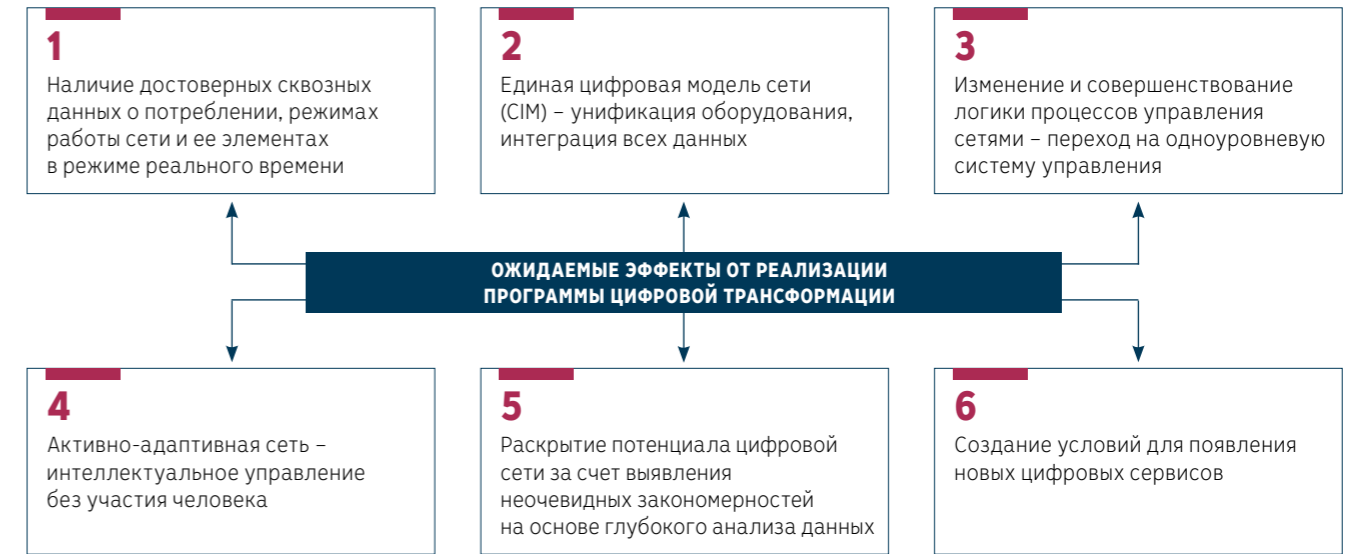 1
Наличие достоверных сквозных
данных о потреблении, режимах
работы сети и ее элементах
в режиме реального времени
2
Единая цифровая модель сети
(CIM) – унификация оборудования,
интеграция всех данных
3
Изменение и совершенствование
логики процессов управления
сетями – переход на одноуровневую
систему управления
ОЖИДАЕМЫЕ ЭФФЕКТЫ ОТ РЕАЛИЗАЦИИ
ПРОГРАММЫ ЦИФРОВОЙ ТРАНСФОРМАЦИИ
4
Активно-адаптивная сеть –
интеллектуальное управление
без участия человека
5
Раскрытие потенциала цифровой
сети за счет выявления
неочевидных закономерностей
на основе глубокого анализа данных
6
Создание условий для появления
новых цифровых сервисов